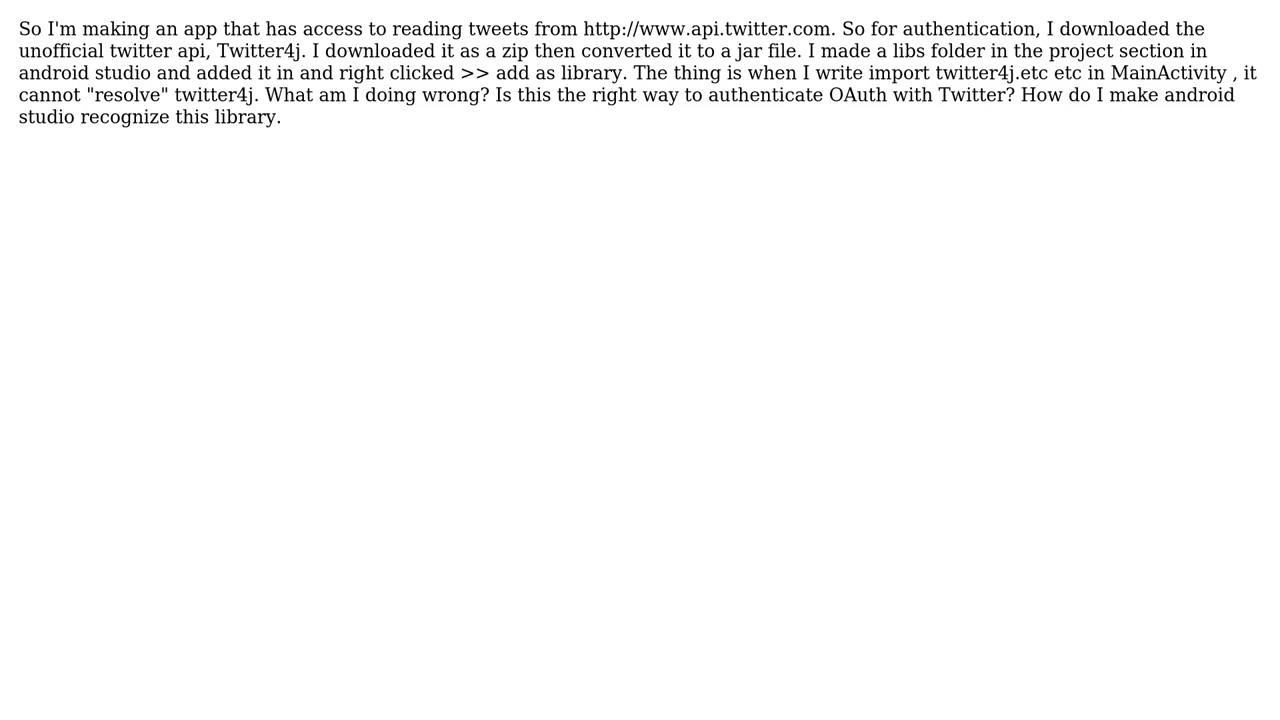 So I'm making an app that has access to reading tweets from http://www.api.twitter.com. So for authentication, I downloaded the
unofficial twitter api, Twitter4j. I downloaded it as a zip then converted it to a jar file. I made a libs folder in the project section in
android studio and added it in and right clicked >> add as library. The thing is when I write import twitter4j.etc etc in MainActivity , it
cannot "resolve" twitter4j. What am I doing wrong? Is this the right way to authenticate OAuth with Twitter? How do I make android
studio recognize this library.